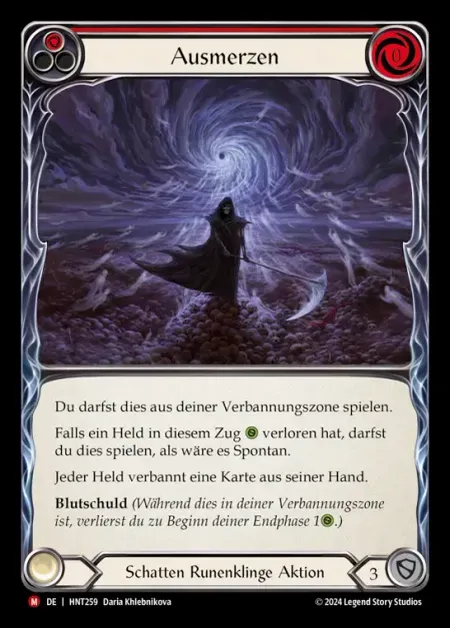 Ausmerzen
0
Du darfst dies aus deiner Verbannungszone spielen.
Falls ein Held in diesem Zug verloren hat, darfst
du dies spielen, als wäre es Spontan.
Jeder Held verbannt eine Karte aus seiner Hand.
Blutschuld (Während dies in deiner Verbannungszone
ist, verlierst du zu Beginn deiner Endphase 1.)
Schatten Runenklinge Aktion
3
M DE | HNT259 Daria Khlebnikova
© 2024 Legend Story Studios